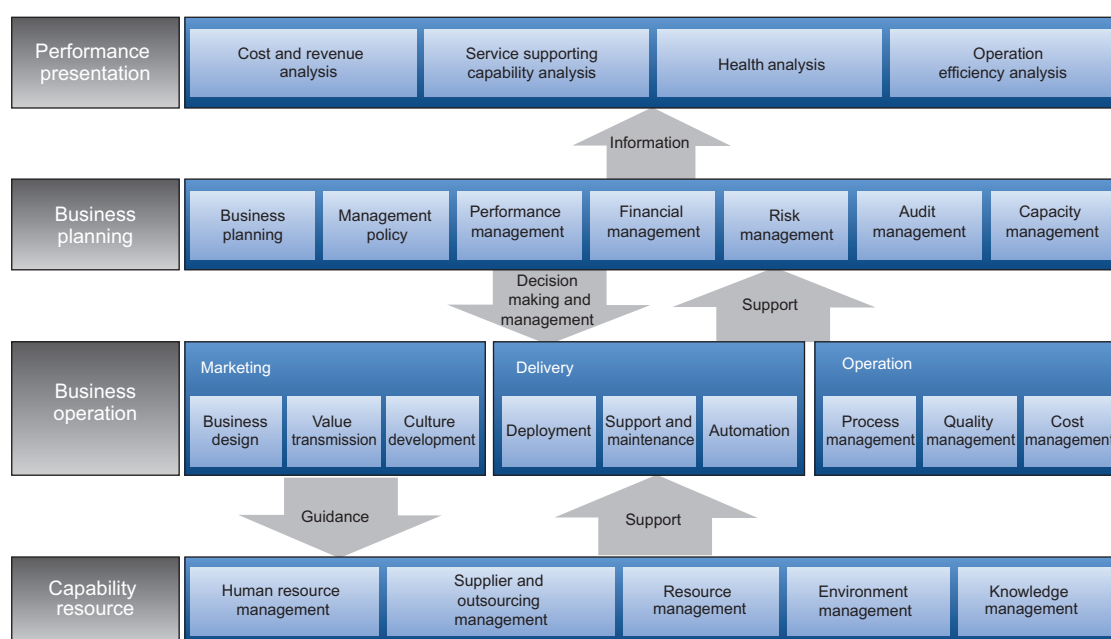 Performance
presentation
Cost and revenue
analysis
Service supporting
capability analysis
Health analysis
Operation
efficiency analysis
Information
Business
planning
Business
planning
Management
policy
Performance
management
Financial
management
Risk
management
Audit
management
Capacity
management
Decision
making and
management
Support
Business
operation
Marketing
Business
design
Value
transmission
Culture
development
Delivery
Deployment
Support and
maintenance
Automation
Operation
Process
management
Quality
management
Cost
management
Guidance
Support
Capability
resource
Human resource
management
Supplier and
outsourcing
management
Resource
management
Environment
management
Knowledge
management